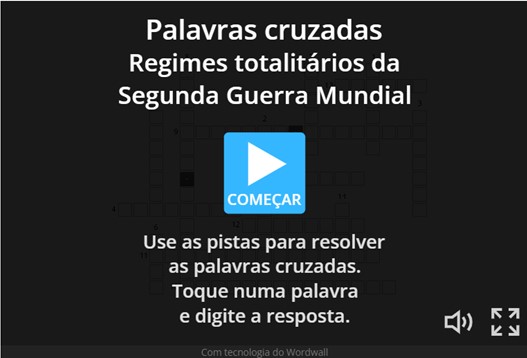 Palavras cruzadas
Regimes totalitários da
Segunda Guerra Mundial
COMEÇAR
Use as pistas para resolver
as palavras cruzadas.
Toque numa palavra
e digite a resposta.
Com tecnologia do Wordwall